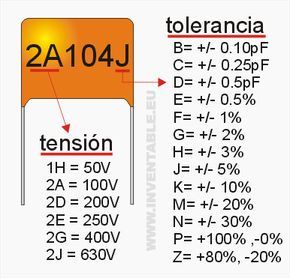 2A104J
tensión
1H = 50V
2A = 100V
2D = 200V
2E = 250V
2G = 400V
2J = 630V
WWW.INVENTABLE.EU
tolerancia
B= +/- 0.10pF
C= +/- 0.25pF
D= +/- 0.5pF
E= +/- 0.5%
F= +/- 1%
G= +/- 2%
H= +/- 3%
J= +/- 5%
K= +/- 10%
M= +/- 20%
N= +/- 30%
P= +100% ,-0%
Z= +80%, -20%